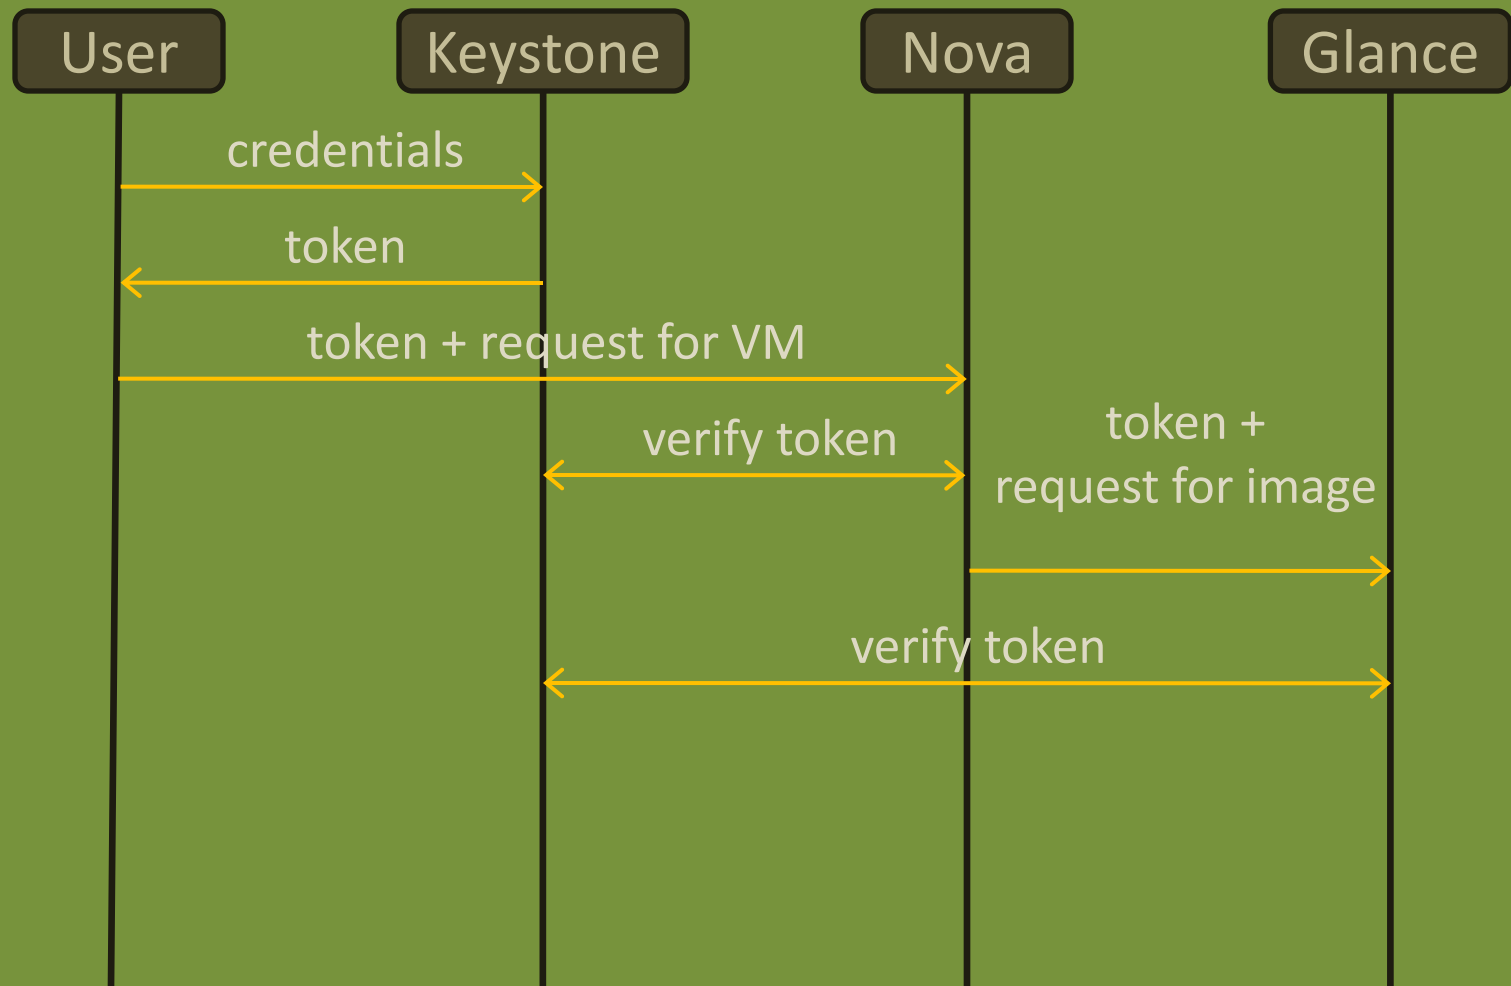 User
Keystone
Nova
Glance
credentials
token
token + request for VM
verify token
token +
request for image
verify token